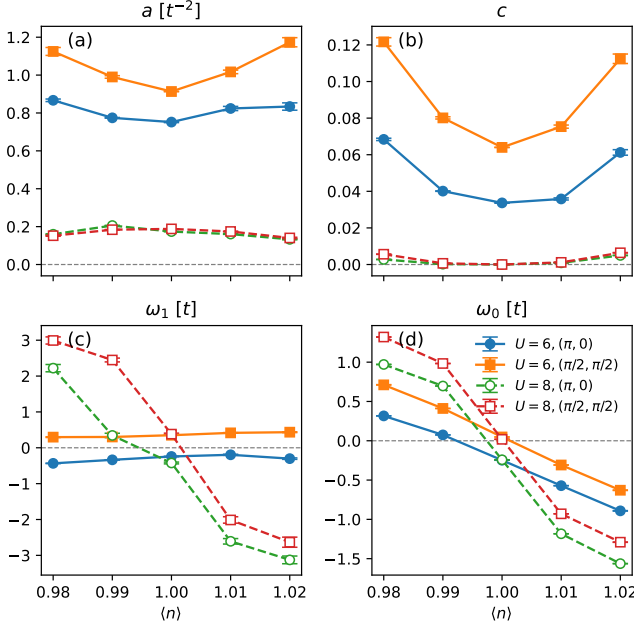 a [t⁻²]
c
(a)
1.2
1.0
0.8
0.6
0.4
0.2
0.0
(b)
0.12
0.10
0.08
0.06
0.04
0.02
0.00
ω₁ [t]
ω₀ [t]
(c)
3
2
1
0
−1
−2
−3
0.98
0.99
1.00
1.01
1.02
⟨n⟩
(d)
U = 6, (π, 0)
U = 6, (π/2, π/2)
U = 8, (π, 0)
U = 8, (π/2, π/2)
1.0
0.5
0.0
−0.5
−1.0
−1.5
0.98
0.99
1.00
1.01
1.02
⟨n⟩